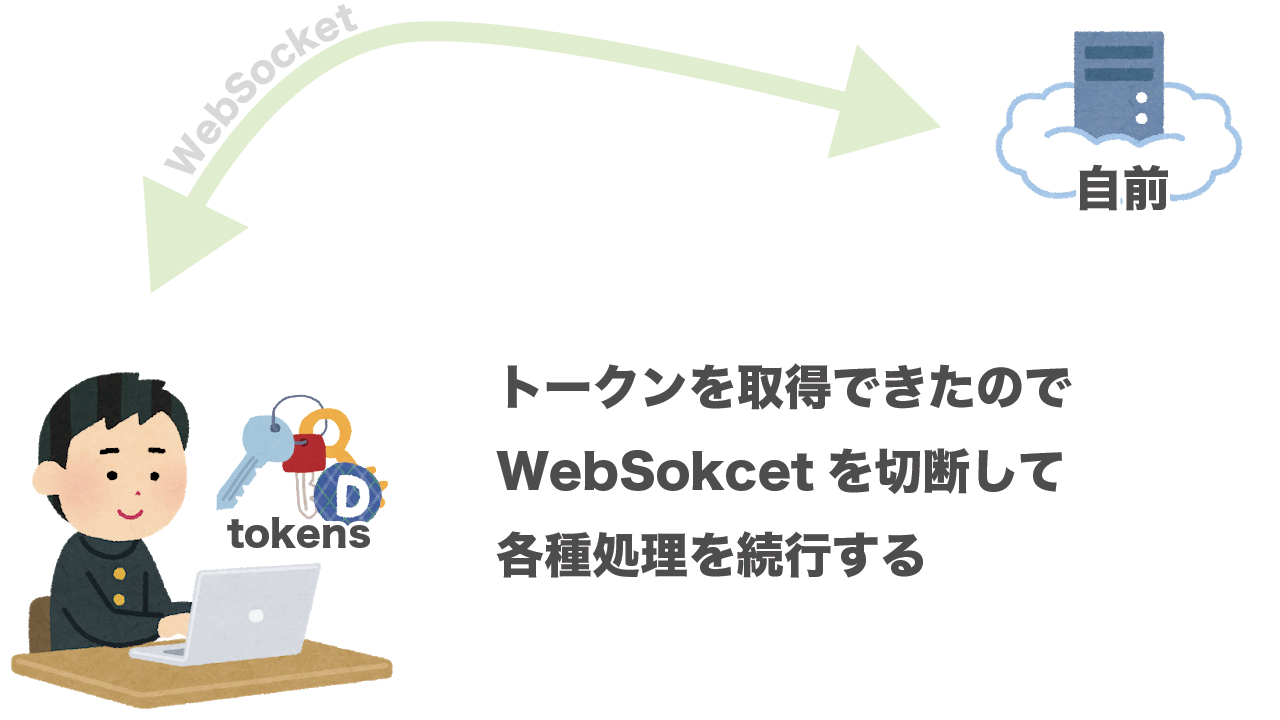 WebSocket
自前
トークンを取得できたので
WebSokcet を切断して
各種処理を続行する
D
tokens